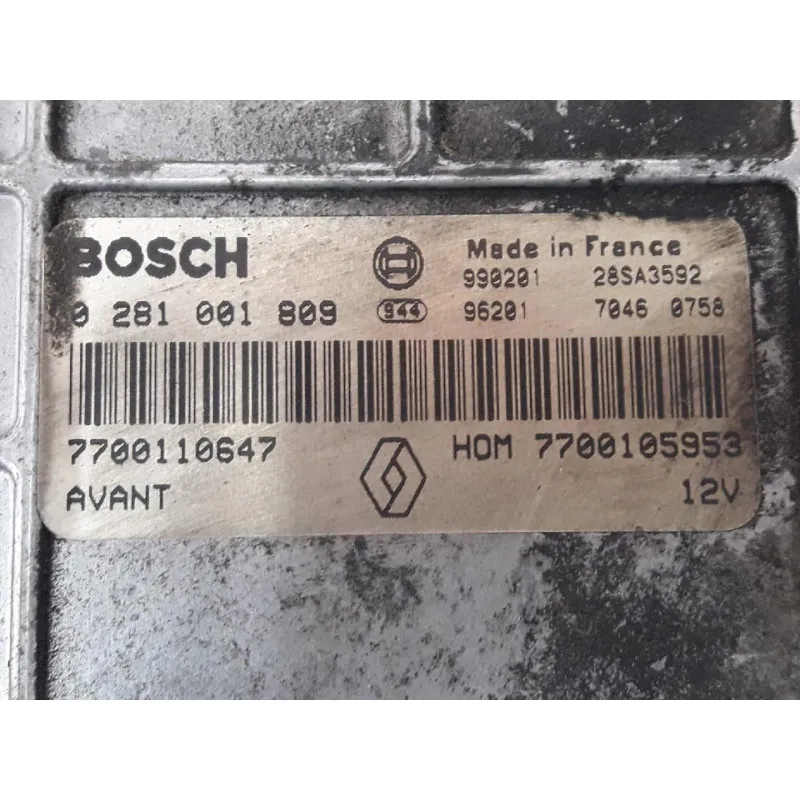 BOSCH Made in France
990201 28SA3592
0 281 001 809 944 96201 7046 0758
7700110647 HOM 7700105953
AVANT 12V